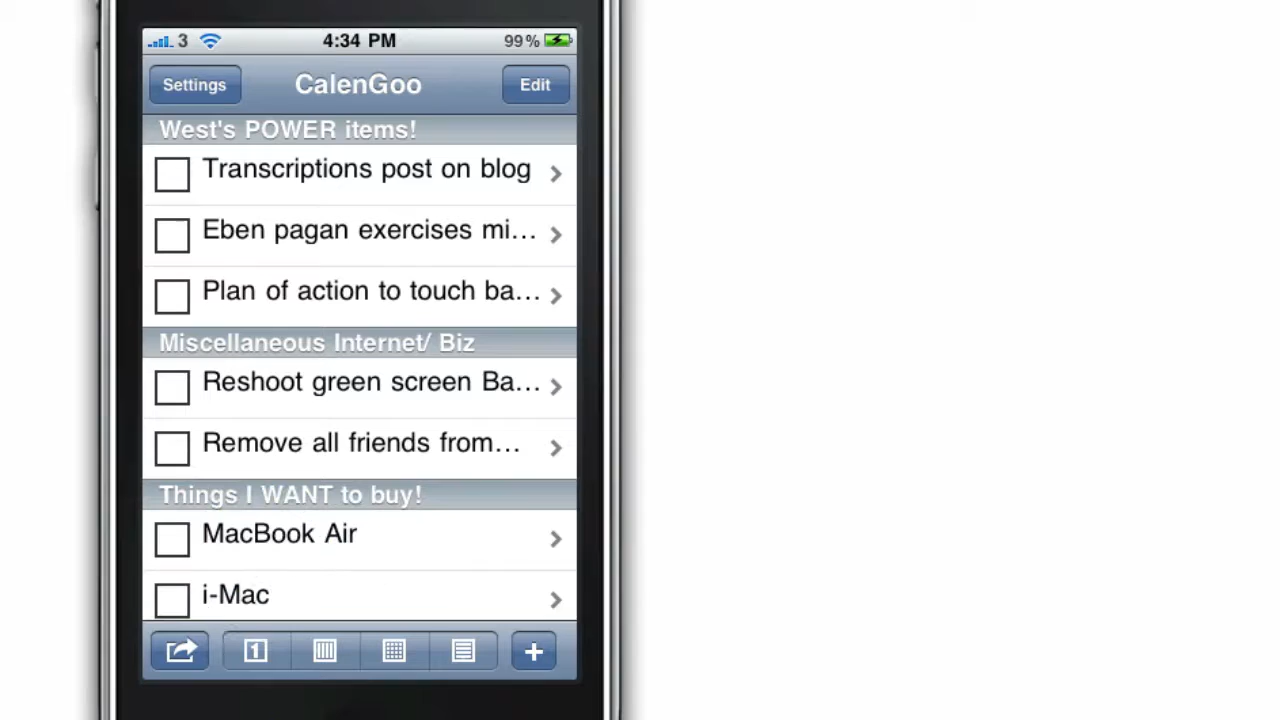 3 4:34 PM 99%
Settings CalenGoo Edit
West's POWER items!
Transcriptions post on blog
Eben pagan exercises mi...
Plan of action to touch ba...
Miscellaneous Internet/ Biz
Reshoot green screen Ba...
Remove all friends from...
Things I WANT to buy!
MacBook Air
i-Mac
1 +